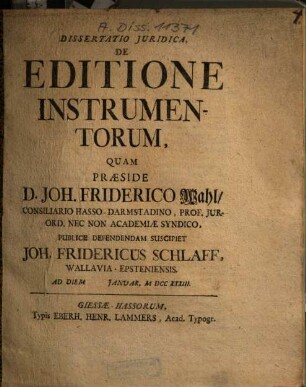 A. Diss. 11371
DISSERTATIO JURIDICA,
DE
EDITIONE
INSTRUMEN-
TORUM,
QUAM
PRÆSIDE
D. JOH. FRIDERICO Wahl/
CONSILIARIO HASSO-DARMSTADINO, PROF. JUR.
ORD. NEC NON ACADEMIÆ SYNDICO,
PUBLICE DEFENDENDAM SUSCIPIET
JOH. FRIDERICUS SCHLAFF,
WALLAVIA-EPSTENIENSIS.
AD DIEM JANUAR. M DCC
GIESSÆ-HASSORUM,
Typis EBERH. HENR. LAMMERS, Acad. Typogr.